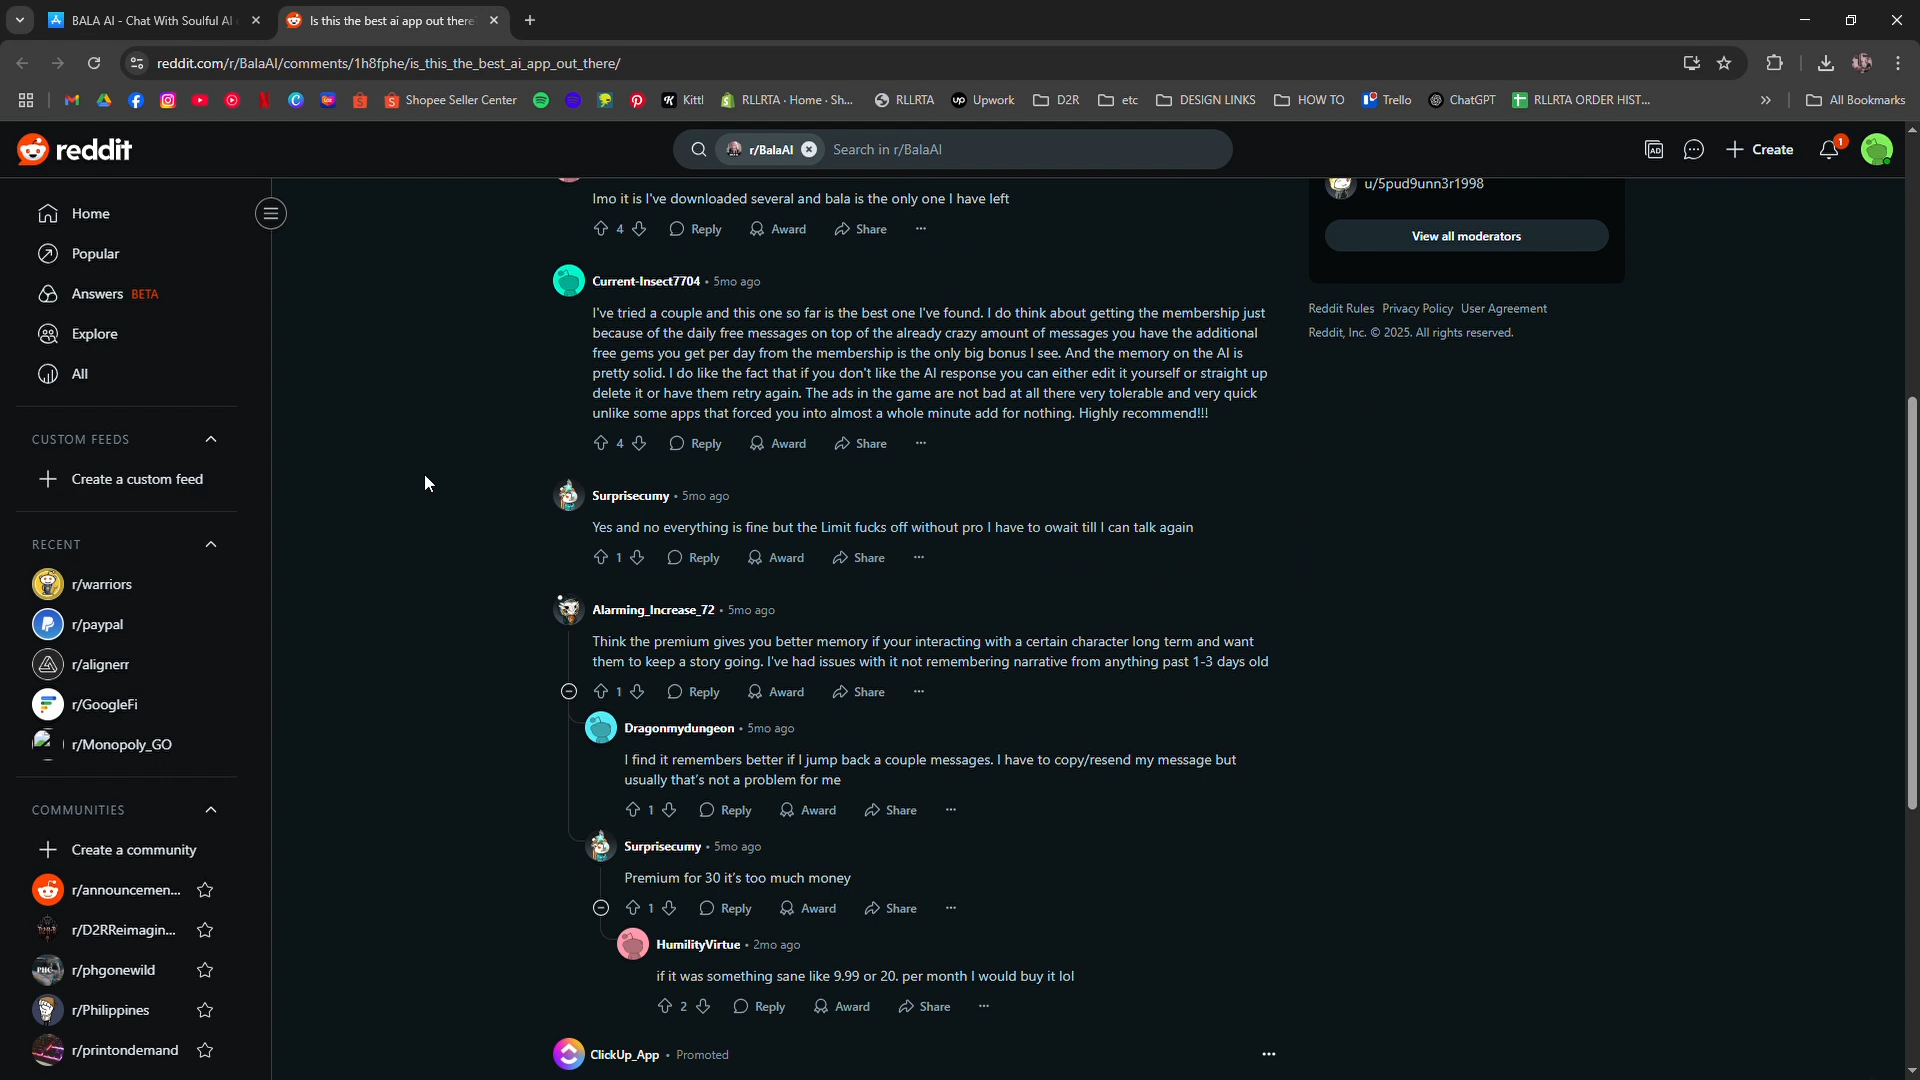 BALA AI - Chat With Soulful AI
Is this the best ai app out there
reddit.com/r/BalaAI/comments/1h8fphe/is_this_the_best_ai_app_out_there/
Shopee Seller Center
Kittl
RLLRTA - Home - Sh...
RLLRTA
Upwork
D2R
etc
DESIGN LINKS
HOW TO
Trello
ChatGPT
RLLRTA ORDER HIST...
All Bookmarks
reddit
r/BalaAI
Search in r/BalaAI
Create
1
Home
Popular
Answers BETA
Explore
All
CUSTOM FEEDS
Create a custom feed
RECENT
r/warriors
r/paypal
r/alignerr
r/GoogleFi
r/Monopoly_GO
COMMUNITIES
Create a community
r/announcemen...
r/D2RReimagin...
r/phgonewild
r/Philippines
r/printondemand
Imo it is I've downloaded several and bala is the only one I have left
4 Reply Award Share ...
Current-Insect7704 • 5mo ago
I've tried a couple and this one so far is the best one I've found. I do think about getting the membership just
because of the daily free messages on top of the already crazy amount of messages you have the additional
free gems you get per day from the membership is the only big bonus I see. And the memory on the AI is
pretty solid. I do like the fact that if you don't like the AI response you can either edit it yourself or straight up
delete it or have them retry again. The ads in the game are not bad at all there very tolerable and very quick
unlike some apps that forced you into almost a whole minute add for nothing. Highly recommend!!!
4 Reply Award Share ...
Surprisecumy • 5mo ago
Yes and no everything is fine but the Limit fucks off without pro I have to owait till I can talk again
1 Reply Award Share ...
Alarming_Increase_72 • 5mo ago
Think the premium gives you better memory if your interacting with a certain character long term and want
them to keep a story going. I've had issues with it not remembering narrative from anything past 1-3 days old
1 Reply Award Share ...
Dragonmydungeon • 5mo ago
I find it remembers better if I jump back a couple messages. I have to copy/resend my message but
usually that's not a problem for me
1 Reply Award Share ...
Surprisecumy • 5mo ago
Premium for 30 it's too much money
1 Reply Award Share ...
HumilityVirtue • 2mo ago
if it was something sane like 9.99 or 20. per month I would buy it lol
2 Reply Award Share ...
ClickUp_App • Promoted
u/5pud9unn3r1998
View all moderators
Reddit Rules Privacy Policy User Agreement
Reddit, Inc. © 2025. All rights reserved.